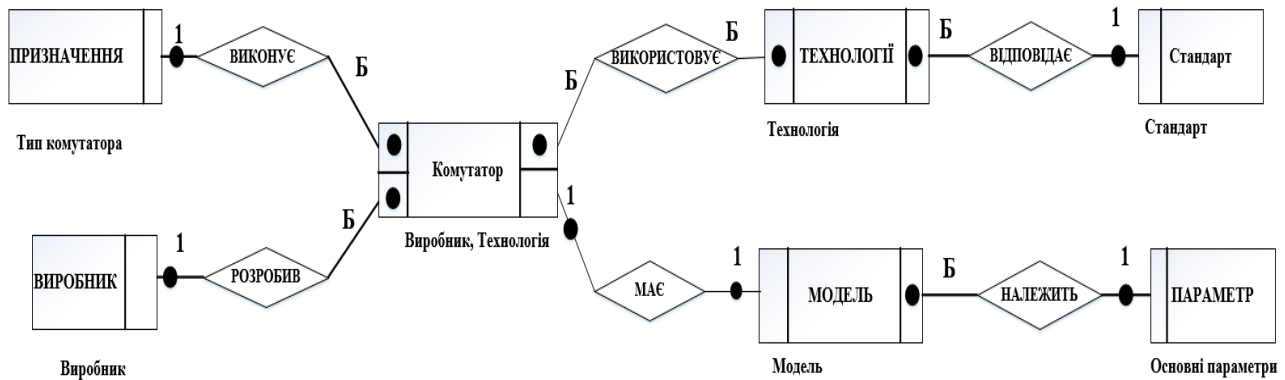 ПРИЗНАЧЕННЯ
1
ВИКОНУЄ
Б
Тип комутатора
ВИРОБНИК
1
РОЗРОБИВ
Б
Виробник
Комутатор
Виробник, Технологія
Б
ВИКОРИСТОВУЄ
Б
ТЕХНОЛОГІЇ
Технологія
Б
ВІДПОВІДАЄ
1
Стандарт
Стандарт
1
МАЄ
1
МОДЕЛЬ
Модель
Б
НАЛЕЖИТЬ
1
ПАРАМЕТР
Основні параметри